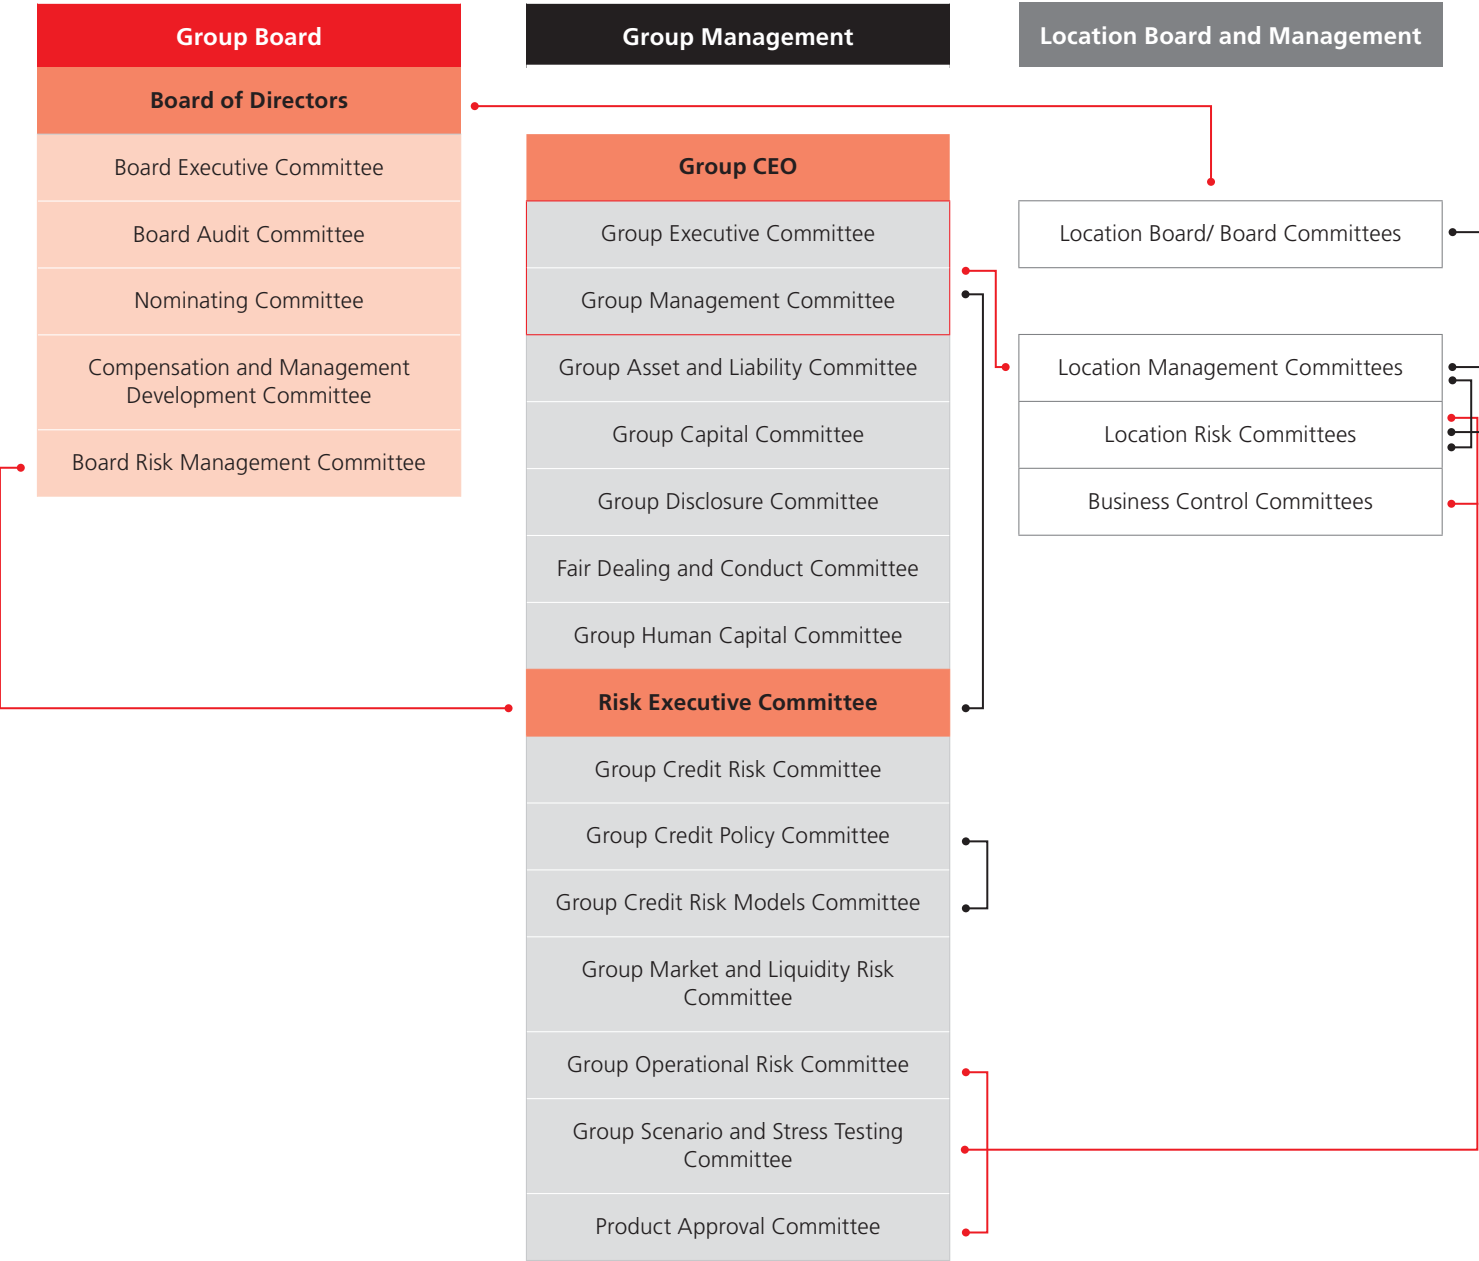 Group Board
Board of Directors
Board Executive Committee
Board Audit Committee
Nominating Committee
Compensation and Management
Development Committee
Board Risk Management Committee
Group Management
Group CEO
Group Executive Committee
Group Management Committee
Group Asset and Liability Committee
Group Capital Committee
Group Disclosure Committee
Fair Dealing and Conduct Committee
Group Human Capital Committee
Risk Executive Committee
Group Credit Risk Committee
Group Credit Policy Committee
Group Credit Risk Models Committee
Group Market and Liquidity Risk
Committee
Group Operational Risk Committee
Group Scenario and Stress Testing
Committee
Product Approval Committee
Location Board and Management
Location Board/ Board Committees
Location Management Committees
Location Risk Committees
Business Control Committees